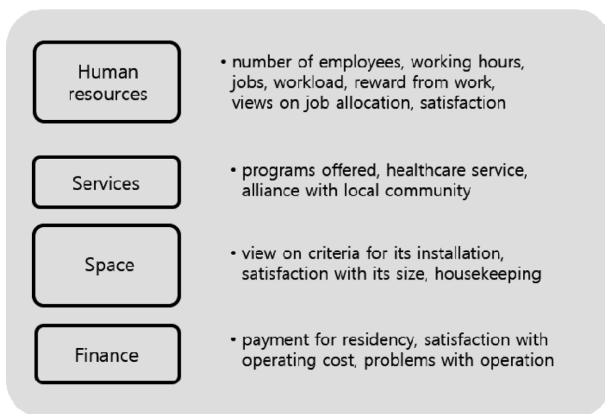 Human
resources
• number of employees, working hours,
jobs, workload, reward from work,
views on job allocation, satisfaction
Services
• programs offered, healthcare service,
alliance with local community
Space
• view on criteria for its installation,
satisfaction with its size, housekeeping
Finance
• payment for residency, satisfaction with
operating cost, problems with operation